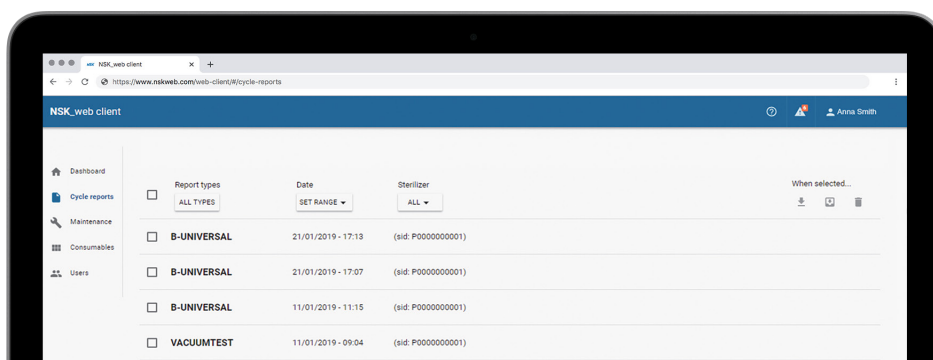 NSK NSK_web client
https://www.nskweb.com/web-client/#/cycle-reports
NSK_web client
Anna Smith
Dashboard
Cycle reports
Maintenance
Consumables
Users
Report types
Date
Sterilizer
When selected...
ALL TYPES
SET RANGE
ALL
B-UNIVERSAL
21/01/2019 - 17:13
(sid: P0000000001)
B-UNIVERSAL
21/01/2019 - 17:07
(sid: P0000000001)
B-UNIVERSAL
11/01/2019 - 11:15
(sid: P0000000001)
VACUUMTEST
11/01/2019 - 09:04
(sid: P0000000001)